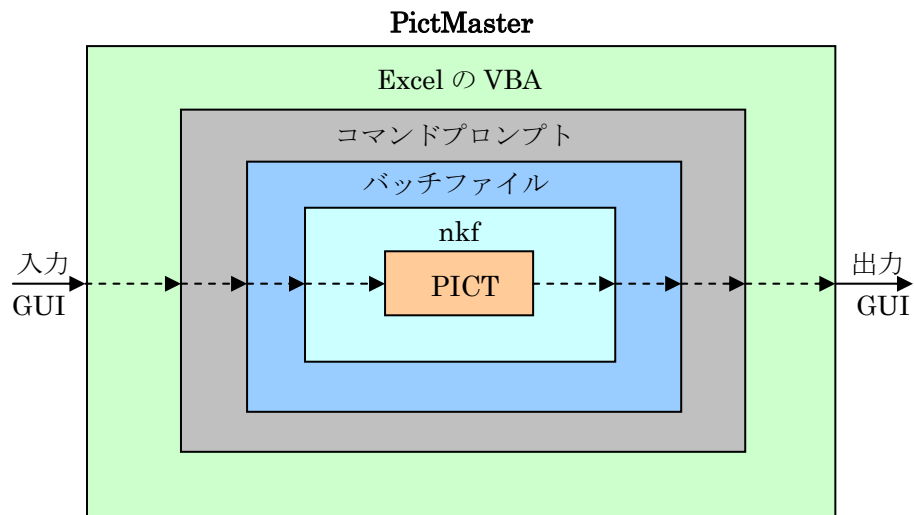 PictMaster
Excel の VBA
コマンドプロンプト
バッチファイル
nkf
入力
GUI
PICT
出力
GUI